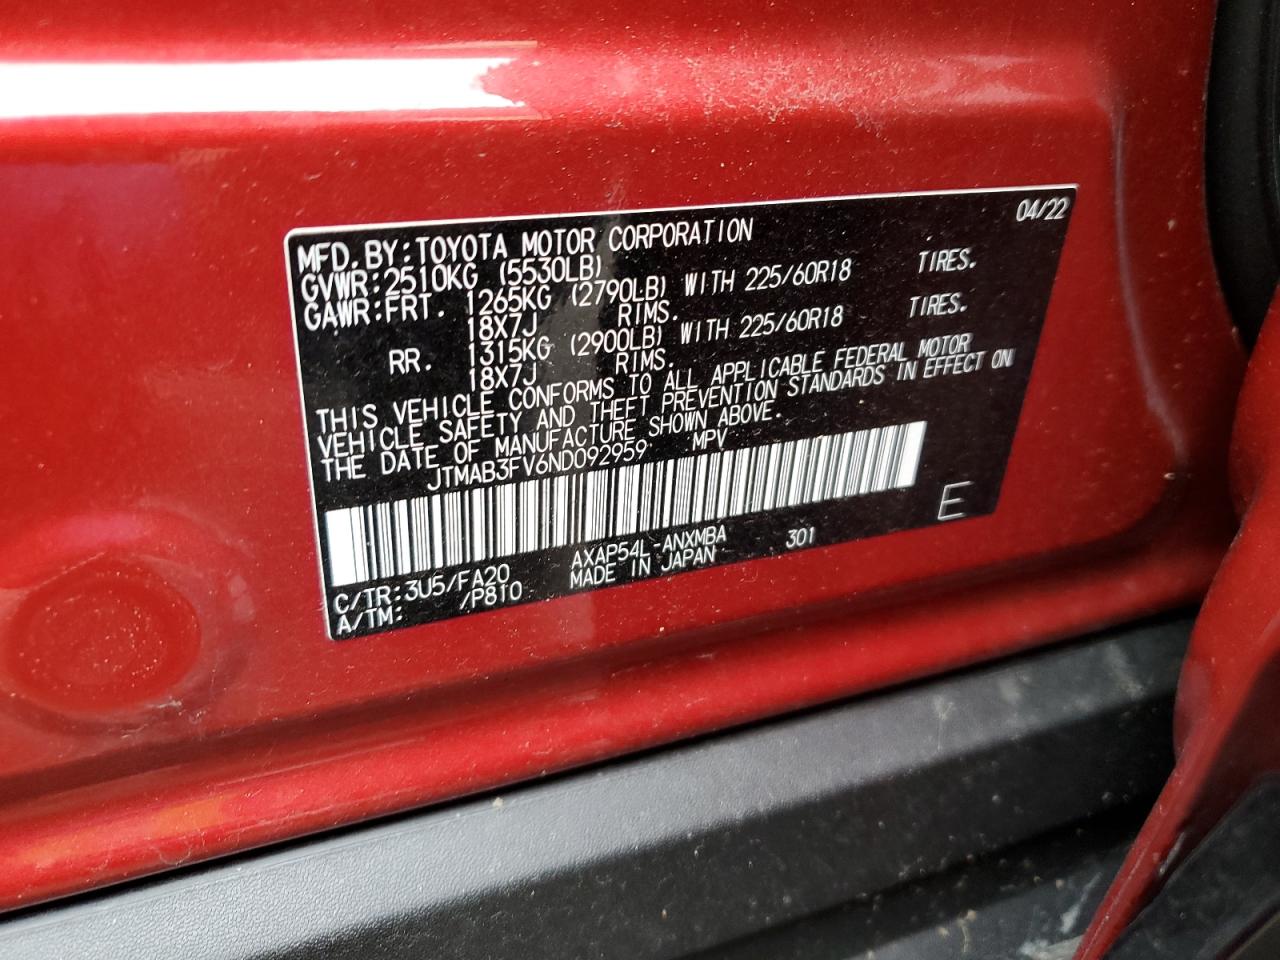 04/22
MFD. BY: TOYOTA MOTOR CORPORATION
GVWR: 2510KG (5530LB)
GAWR: FRT. 1265KG (2790LB) WITH 225/60R18 TIRES.
18X7J RIMS.
RR. 1315KG (2900LB) WITH 225/60R18 TIRES.
18X7J RIMS.
THIS VEHICLE CONFORMS TO ALL APPLICABLE FEDERAL MOTOR
VEHICLE SAFETY AND THEFT PREVENTION STANDARDS IN EFFECT ON
THE DATE OF MANUFACTURE SHOWN ABOVE.
JTMAB3FV6ND092959 MPV
E
C/TR: 3U5/FA20 AXAP54L-ANXMBA 301
A/TM: /P810 MADE IN JAPAN